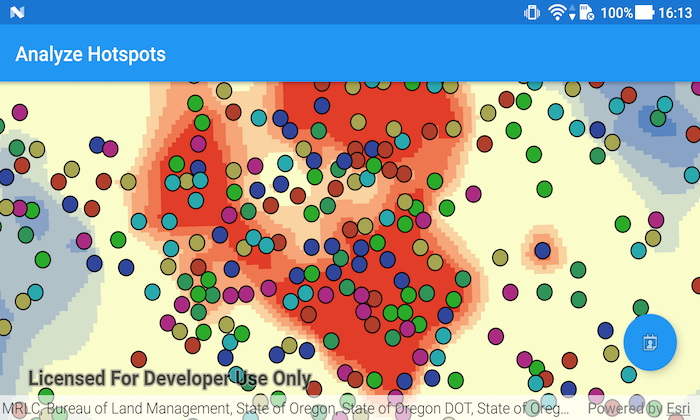 100% 16:13
Analyze Hotspots
Licensed For Developer Use Only
MRLC, Bureau of Land Management, State of Oregon, State of Oregon DOT, State of Oreg... Powered by Esri